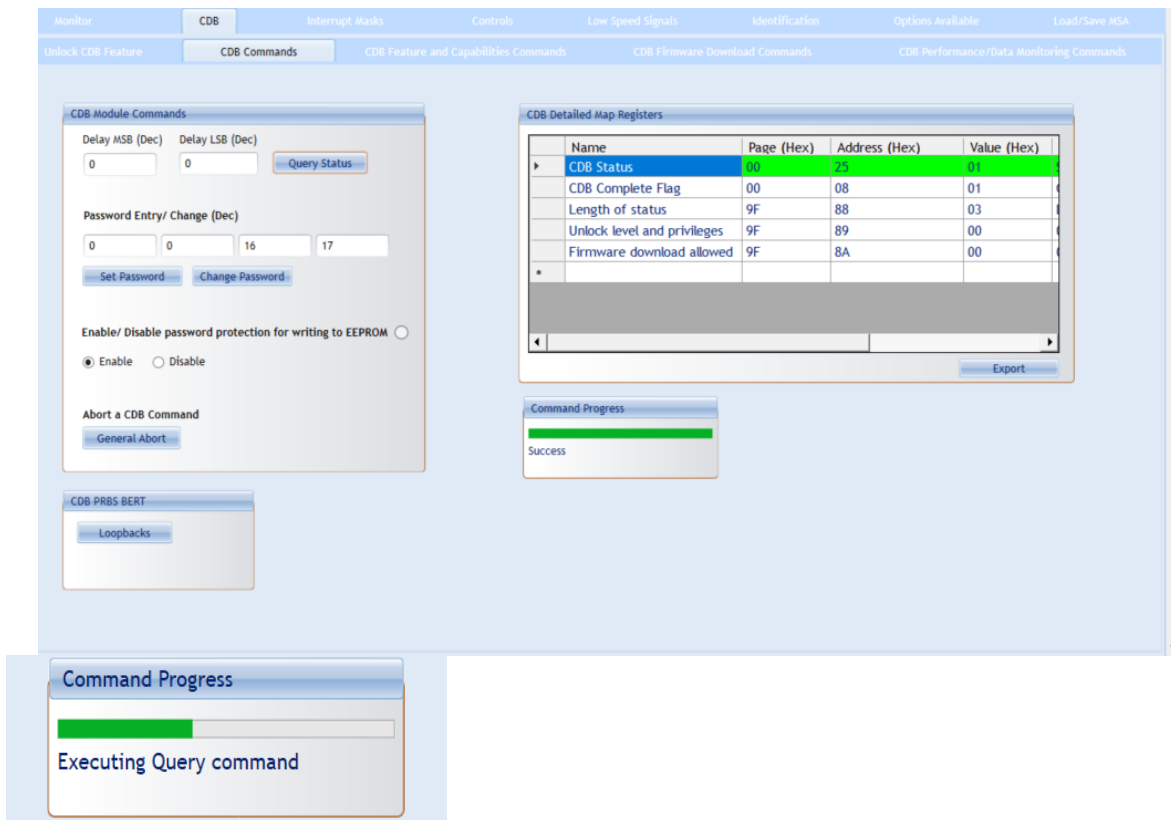 Monitor CDB Interrupt Masks Controls Low Speed Signals Identification Options Available Load/Save MSA
Unlock CDB Feature CDB Commands CDB Feature and Capabilities Commands CDB Firmware Download Commands CDB Performance/Data Monitoring Commands
CDB Module Commands
Delay MSB (Dec) Delay LSB (Dec)
0 0 Query Status
Password Entry/ Change (Dec)
0 0 16 17
Set Password Change Password
Enable/ Disable password protection for writing to EEPROM
Enable Disable
Abort a CDB Command
General Abort
CDB PRBS BERT
Loopbacks
CDB Detailed Map Registers
Name Page (Hex) Address (Hex) Value (Hex)
CDB Status 00 25 01
CDB Complete Flag 00 08 01
Length of status 9F 88 03
Unlock level and privileges 9F 89 00
Firmware download allowed 9F 8A 00
Export
Command Progress
Success
Command Progress
Executing Query command